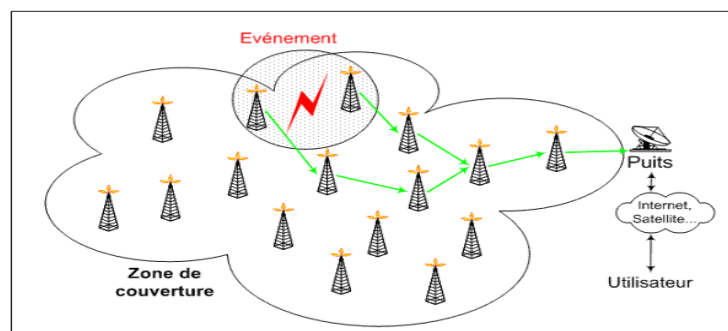 Evénement
Puits
Internet,
Satellite...
Zone de
couverture
Utilisateur